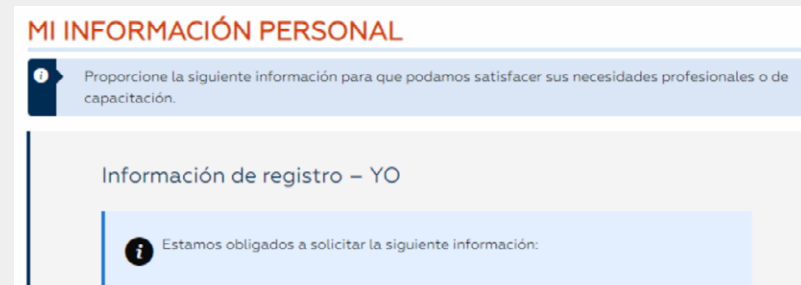 MI INFORMACIÓN PERSONAL
Proporcione la siguiente información para que podamos satisfacer sus necesidades profesionales o de
capacitación.
Información de registro – YO
Estamos obligados a solicitar la siguiente información: